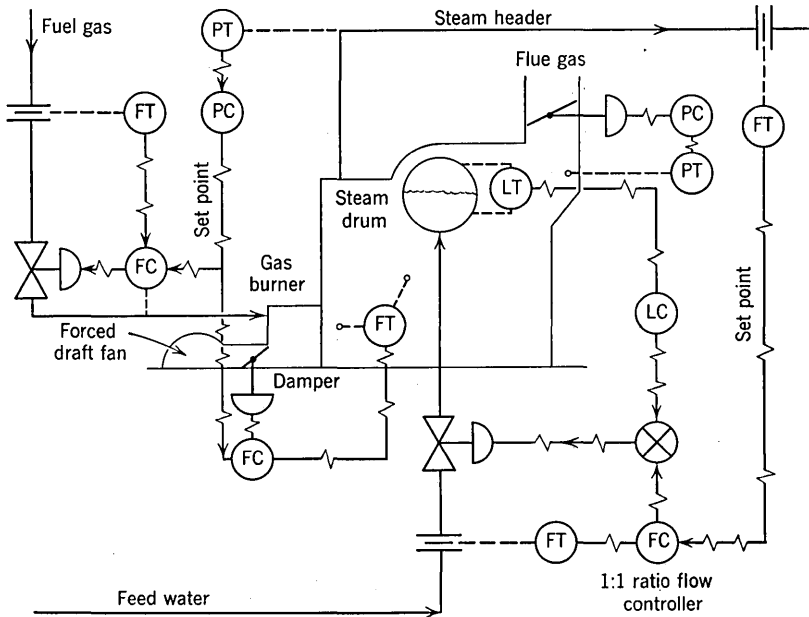 Fuel gas
PT
Steam header
Flue gas
FT
PC
PC
FT
Set point
Steam
drum
LT
PT
FC
Gas
burner
LC
Set point
Forced
draft fan
FT
Damper
FC
FT
FC
1:1 ratio flow
controller
Feed water